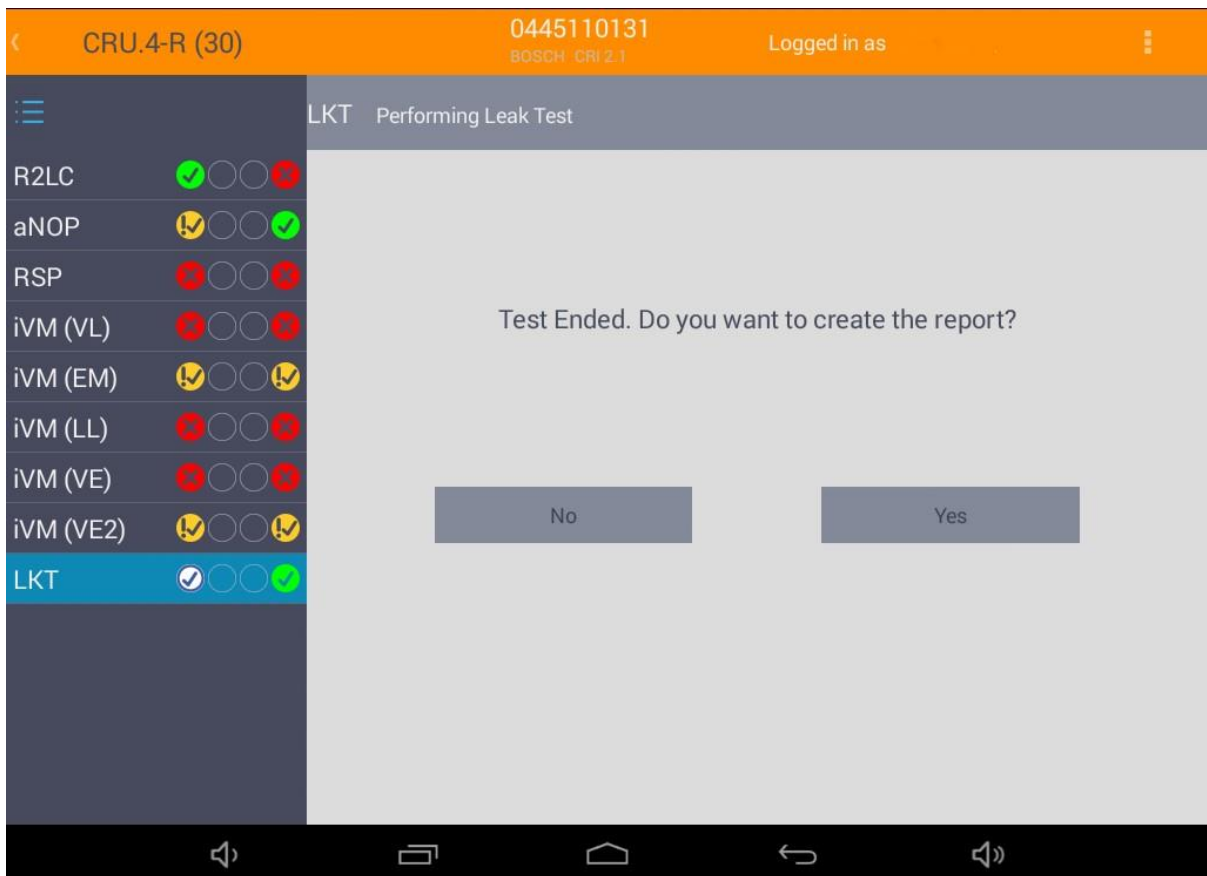 CRU.4-R (30)
0445110131
BOSCH CRI 2.1
Logged in as
LKT Performing Leak Test
R2LC
aNOP
RSP
iVM (VL)
iVM (EM)
iVM (LL)
iVM (VE)
iVM (VE2)
LKT
Test Ended. Do you want to create the report?
No
Yes